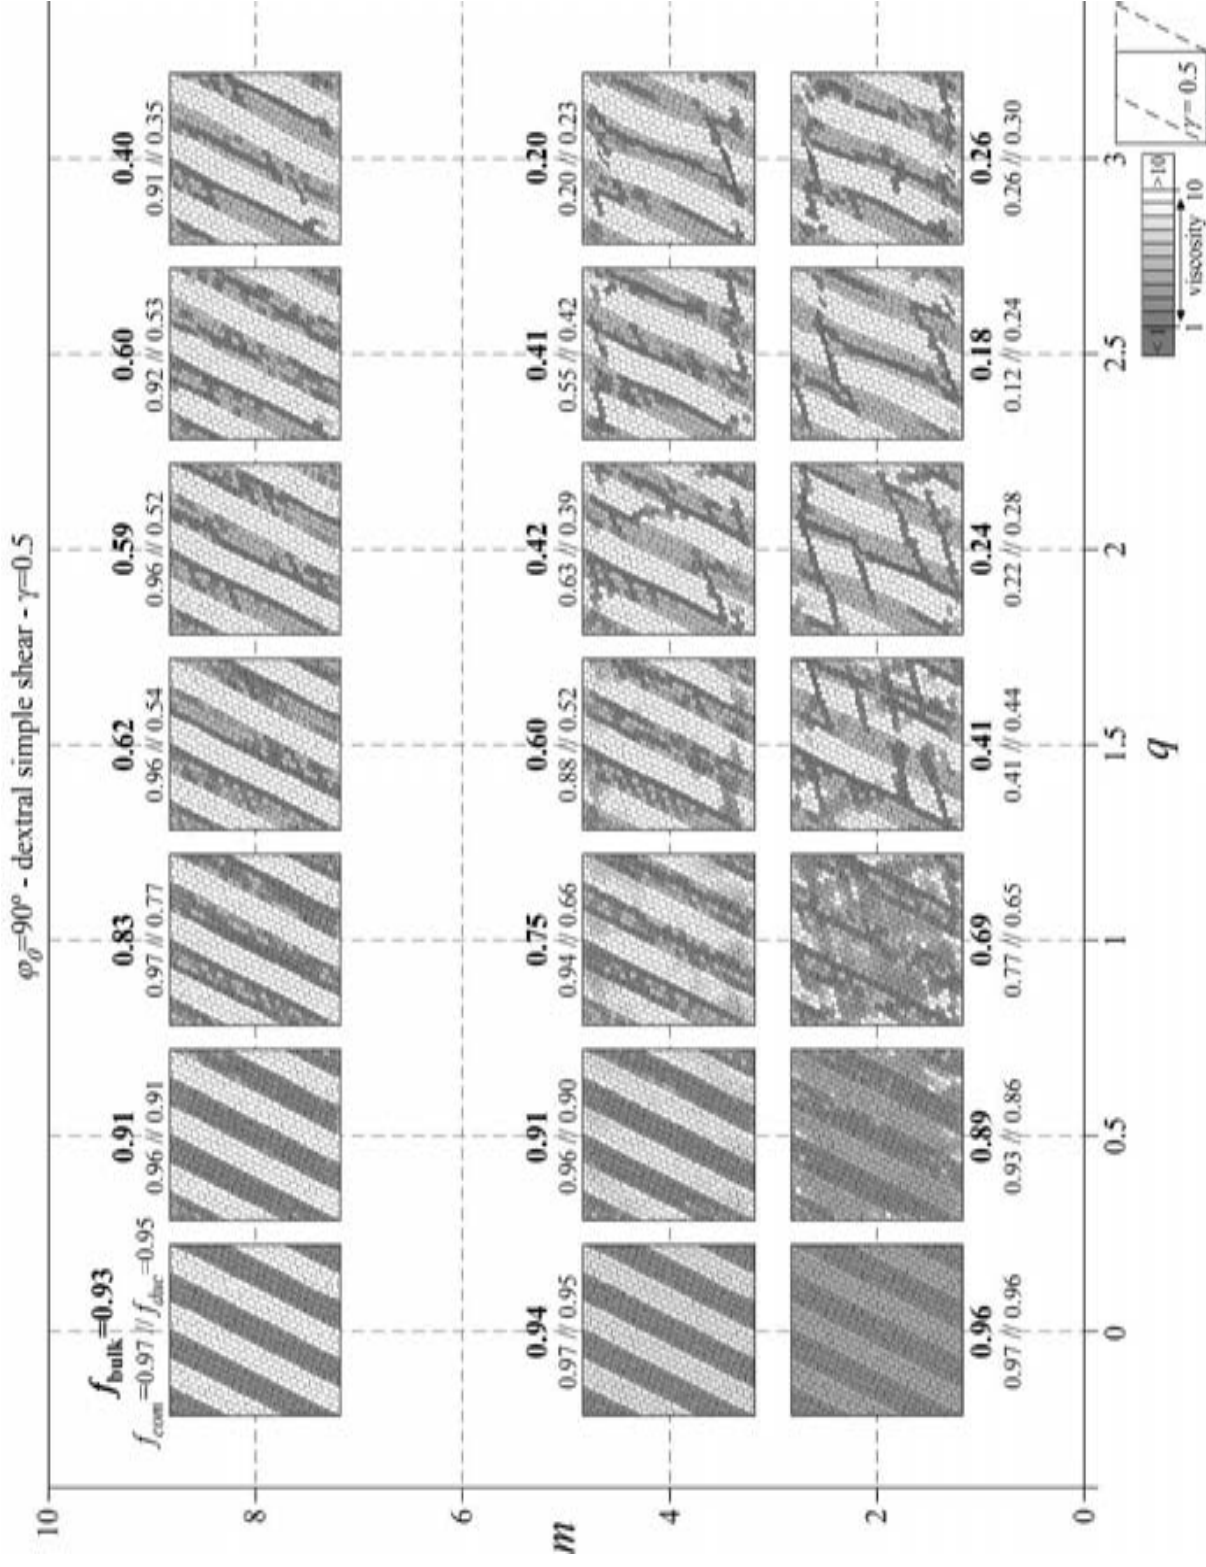 φ₀=90° - dextral simple shear - γ=0.5
10
8
6
m
4
2
0
f_bulk=0.93
f_com=0.97 // f_duc=0.95
0.91
0.96 // 0.91
0.83
0.97 // 0.77
0.62
0.96 // 0.54
0.59
0.96 // 0.52
0.60
0.92 // 0.53
0.40
0.91 // 0.35
0.94
0.97 // 0.95
0.91
0.96 // 0.90
0.75
0.94 // 0.66
0.60
0.88 // 0.52
0.42
0.63 // 0.39
0.41
0.55 // 0.42
0.20
0.20 // 0.23
0.96
0.97 // 0.96
0.89
0.93 // 0.86
0.69
0.77 // 0.65
0.41
0.41 // 0.44
0.24
0.22 // 0.28
0.18
0.12 // 0.24
0.26
0.26 // 0.30
0
0.5
1
1.5
2
2.5
3
q
<1
>10
1 viscosity 10
γ= 0.5